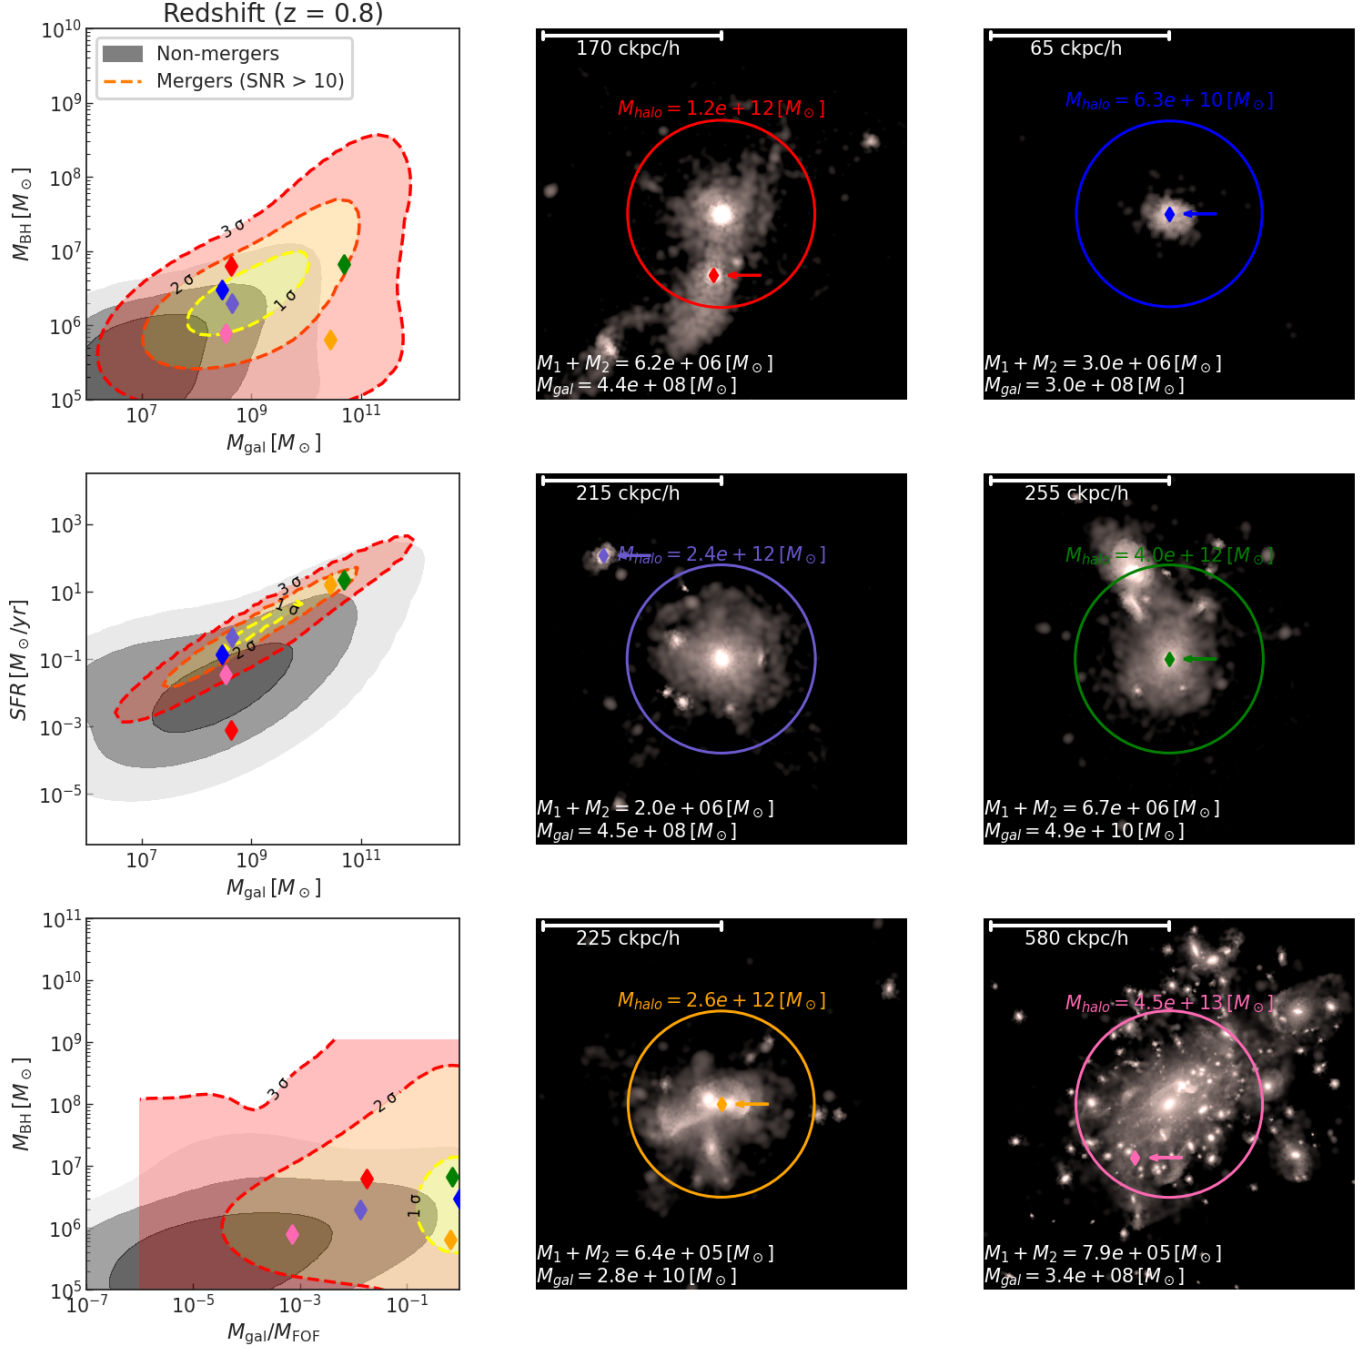 Redshift (z = 0.8)
10^10
10^9
10^8
10^7
10^6
10^5
M_BH [M_⊙]
Non-mergers
Mergers (SNR > 10)
3 σ
2 σ
1 σ
10^7
10^9
10^11
M_gal [M_⊙]
170 ckpc/h
M_halo = 1.2e + 12 [M_⊙]
M_1 + M_2 = 6.2e + 06 [M_⊙]
M_gal = 4.4e + 08 [M_⊙]
65 ckpc/h
M_halo = 6.3e + 10 [M_⊙]
M_1 + M_2 = 3.0e + 06 [M_⊙]
M_gal = 3.0e + 08 [M_⊙]
10^3
10^1
10^-1
10^-3
10^-5
SFR [M_⊙/yr]
3 σ
1 σ
2 σ
10^7
10^9
10^11
M_gal [M_⊙]
215 ckpc/h
M_halo = 2.4e + 12 [M_⊙]
M_1 + M_2 = 2.0e + 06 [M_⊙]
M_gal = 4.5e + 08 [M_⊙]
255 ckpc/h
M_halo = 4.0e + 12 [M_⊙]
M_1 + M_2 = 6.7e + 06 [M_⊙]
M_gal = 4.9e + 10 [M_⊙]
10^11
10^10
10^9
10^8
10^7
10^6
10^5
M_BH [M_⊙]
3 σ
2 σ
1 σ
10^-7
10^-5
10^-3
10^-1
M_gal/M_FOF
225 ckpc/h
M_halo = 2.6e + 12 [M_⊙]
M_1 + M_2 = 6.4e + 05 [M_⊙]
M_gal = 2.8e + 10 [M_⊙]
580 ckpc/h
M_halo = 4.5e + 13 [M_⊙]
M_1 + M_2 = 7.9e + 05 [M_⊙]
M_gal = 3.4e + 08 [M_⊙]